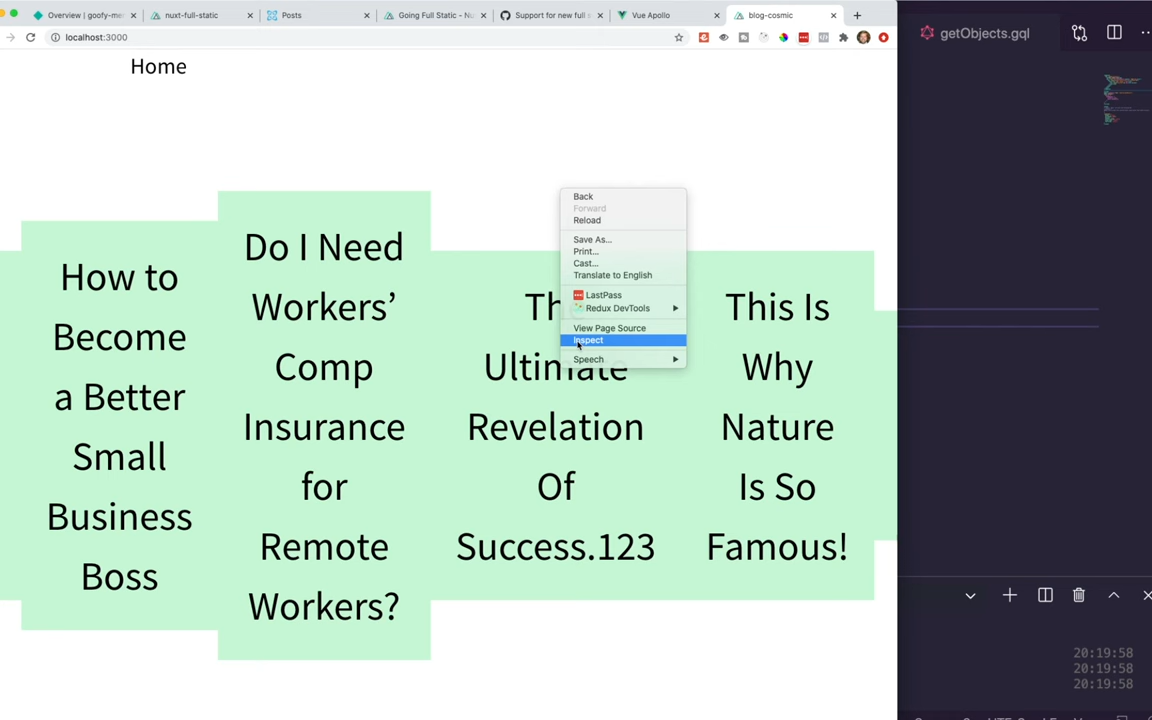 Overview | goofy-me
nuxt-full-static
Posts
Going Full Static - Nu
Support for new full s
Vue Apollo
blog-cosmic
localhost:3000
getObjects.gql
Home
How to
Become
a Better
Small
Business
Boss
Do I Need
Workers’
Comp
Insurance
for
Remote
Workers?
Ultimate
Revelation
Of
Success.123
This Is
Why
Nature
Is So
Famous!
Back
Forward
Reload
Save As...
Print...
Cast...
Translate to English
LastPass
Redux DevTools
View Page Source
Inspect
Speech
20:19:58
20:19:58
20:19:58